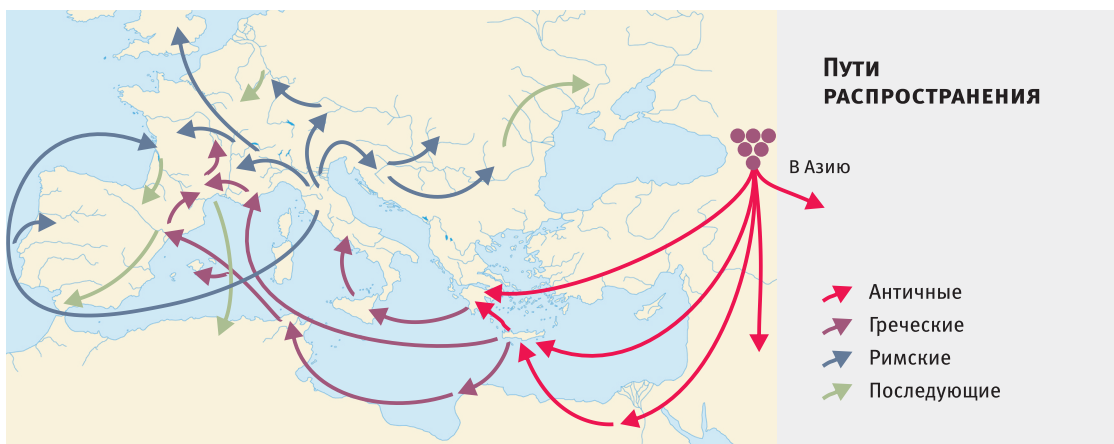 Пути
РАСПРОСТРАНЕНИЯ
В Азию
Античные
Греческие
Римские
Последующие